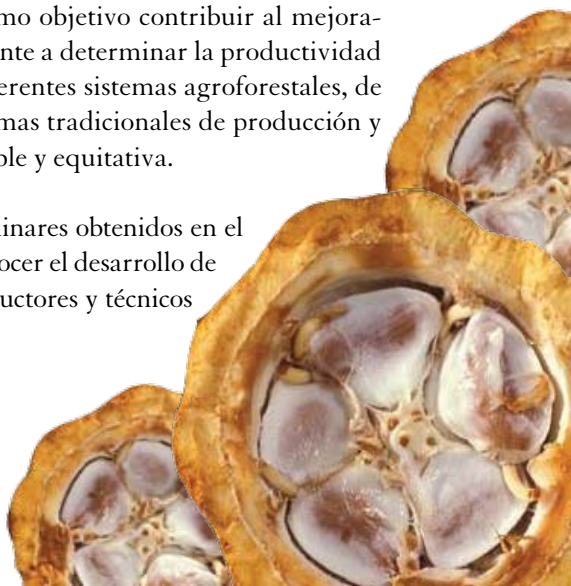 mo objetivo contribuir al mejora-
nte a determinar la productividad
erentes sistemas agroforestales, de
mas tradicionales de producción y
ble y equitativa.
inares obtenidos en el
ocer el desarrollo de
uctores y técnicos